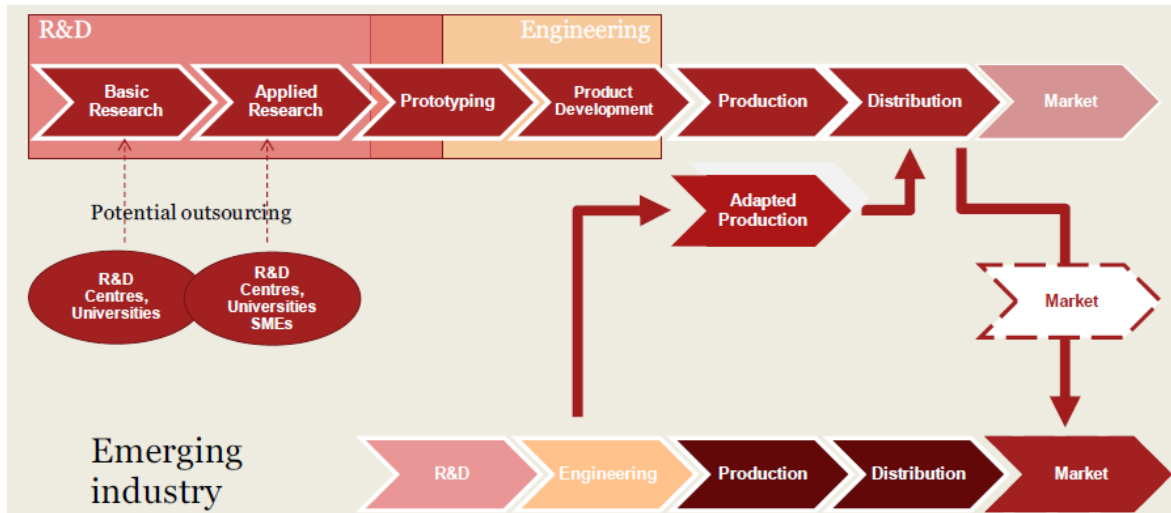 R&D
Engineering
Basic
Research
Applied
Research
Prototyping
Product
Development
Production
Distribution
Market
Potential outsourcing
Adapted
Production
R&D
Centres,
Universities
R&D
Centres,
Universities
SMEs
Market
Emerging
industry
R&D
Engineering
Production
Distribution
Market